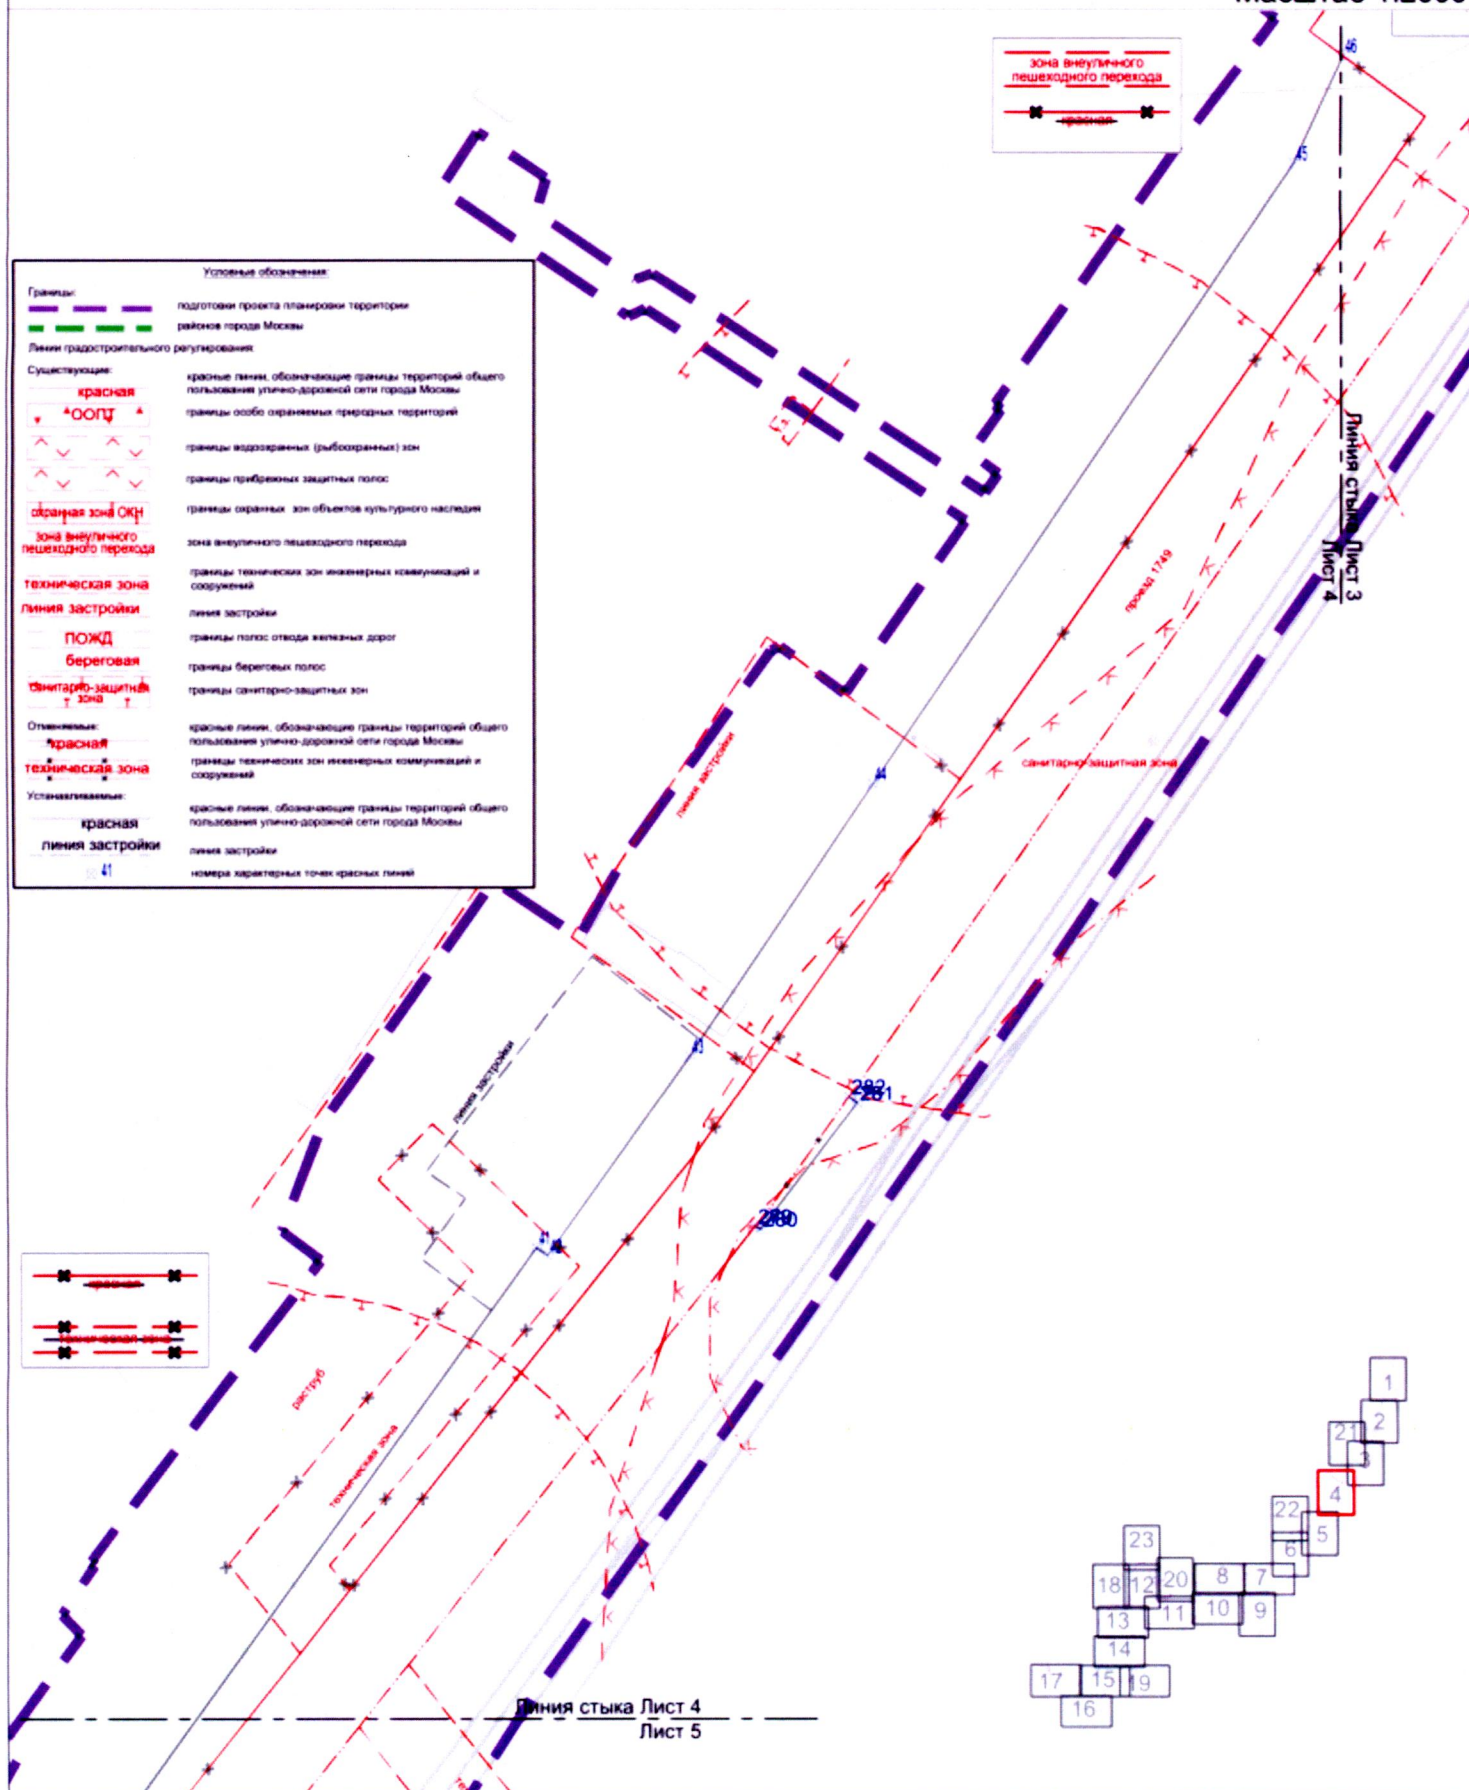 46
зона внеуличного
пешеходного перехода
красная
45
Условные обозначения:
Границы:
подготовки проекта планировки территории
районов города Москвы
Линии градостроительного регулирования:
Существующие:
красная
красные линии, обозначающие границы территорий общего
пользования улично-дорожной сети города Москвы
ООПТ
границы особо охраняемых природных территорий
границы водоохранных (рыбоохранных) зон
границы прибрежных защитных полос
охранная зона ОКН
границы охранных зон объектов культурного наследия
зона внеуличного
пешеходного перехода
зона внеуличного пешеходного перехода
техническая зона
границы технических зон инженерных коммуникаций и
сооружений
линия застройки
линия застройки
ПОЖД
границы полос отвода железных дорог
береговая
границы береговых полос
санитарно-защитная
зона
границы санитарно-защитных зон
Отменяемые:
красная
красные линии, обозначающие границы территорий общего
пользования улично-дорожной сети города Москвы
техническая зона
границы технических зон инженерных коммуникаций и
сооружений
Устанавливаемые:
красная
красные линии, обозначающие границы территорий общего
пользования улично-дорожной сети города Москвы
линия застройки
линия застройки
41
номера характерных точек красных линий
Линия стыка Лист 3
Лист 4
проезд 1749
линия застройки
санитарно-защитная зона
44
43
линия застройки
282
281
280
41
красная
техническая зона
раструб
техническая зона
1
2
21
3
4
22
5
6
23
18
12
20
8
7
13
11
10
9
14
17
15
19
16
Линия стыка Лист 4
Лист 5